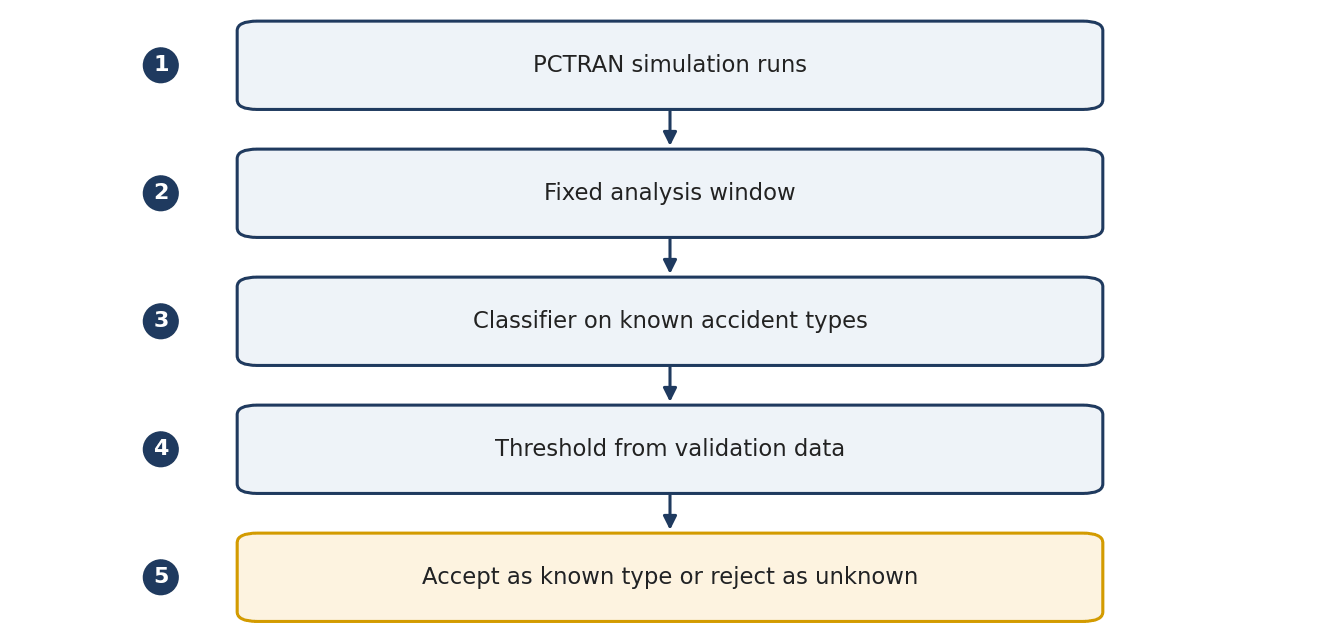 1
PCTRAN simulation runs
2
Fixed analysis window
3
Classifier on known accident types
4
Threshold from validation data
5
Accept as known type or reject as unknown